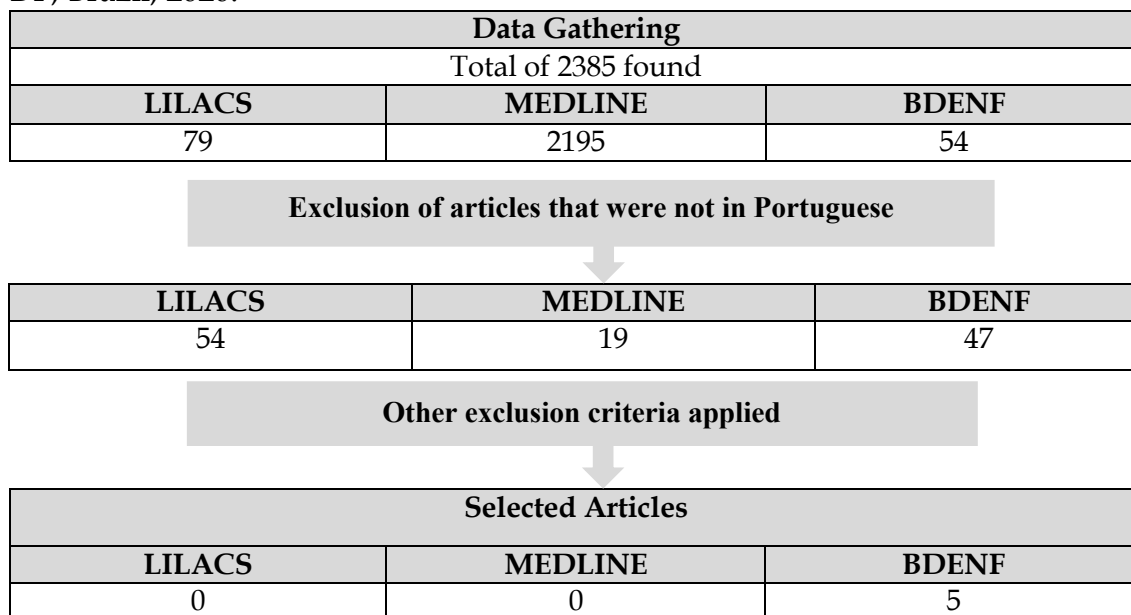 Data Gathering
Total of 2385 found
LILACS MEDLINE BDENF
79 2195 54
Exclusion of articles that were not in Portuguese
LILACS MEDLINE BDENF
54 19 47
Other exclusion criteria applied
Selected Articles
LILACS MEDLINE BDENF
0 0 5